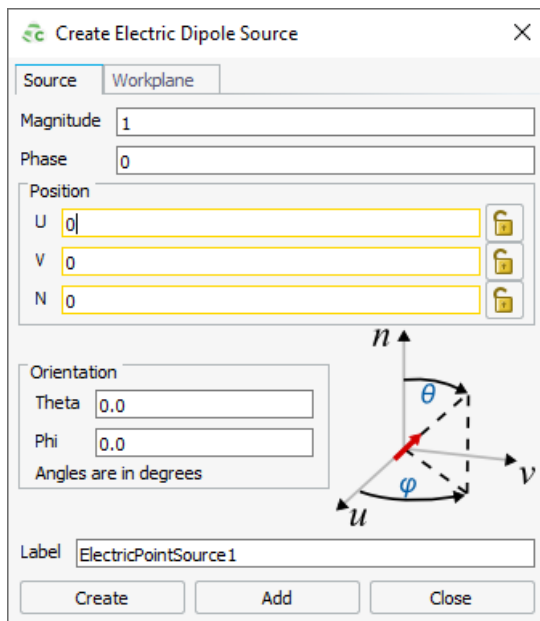 Create Electric Dipole Source
Source Workplane
Magnitude 1
Phase 0
Position
U 0
V 0
N 0
Orientation
Theta 0.0
Phi 0.0
Angles are in degrees
n
θ
v
φ
u
Label ElectricPointSource1
Create Add Close